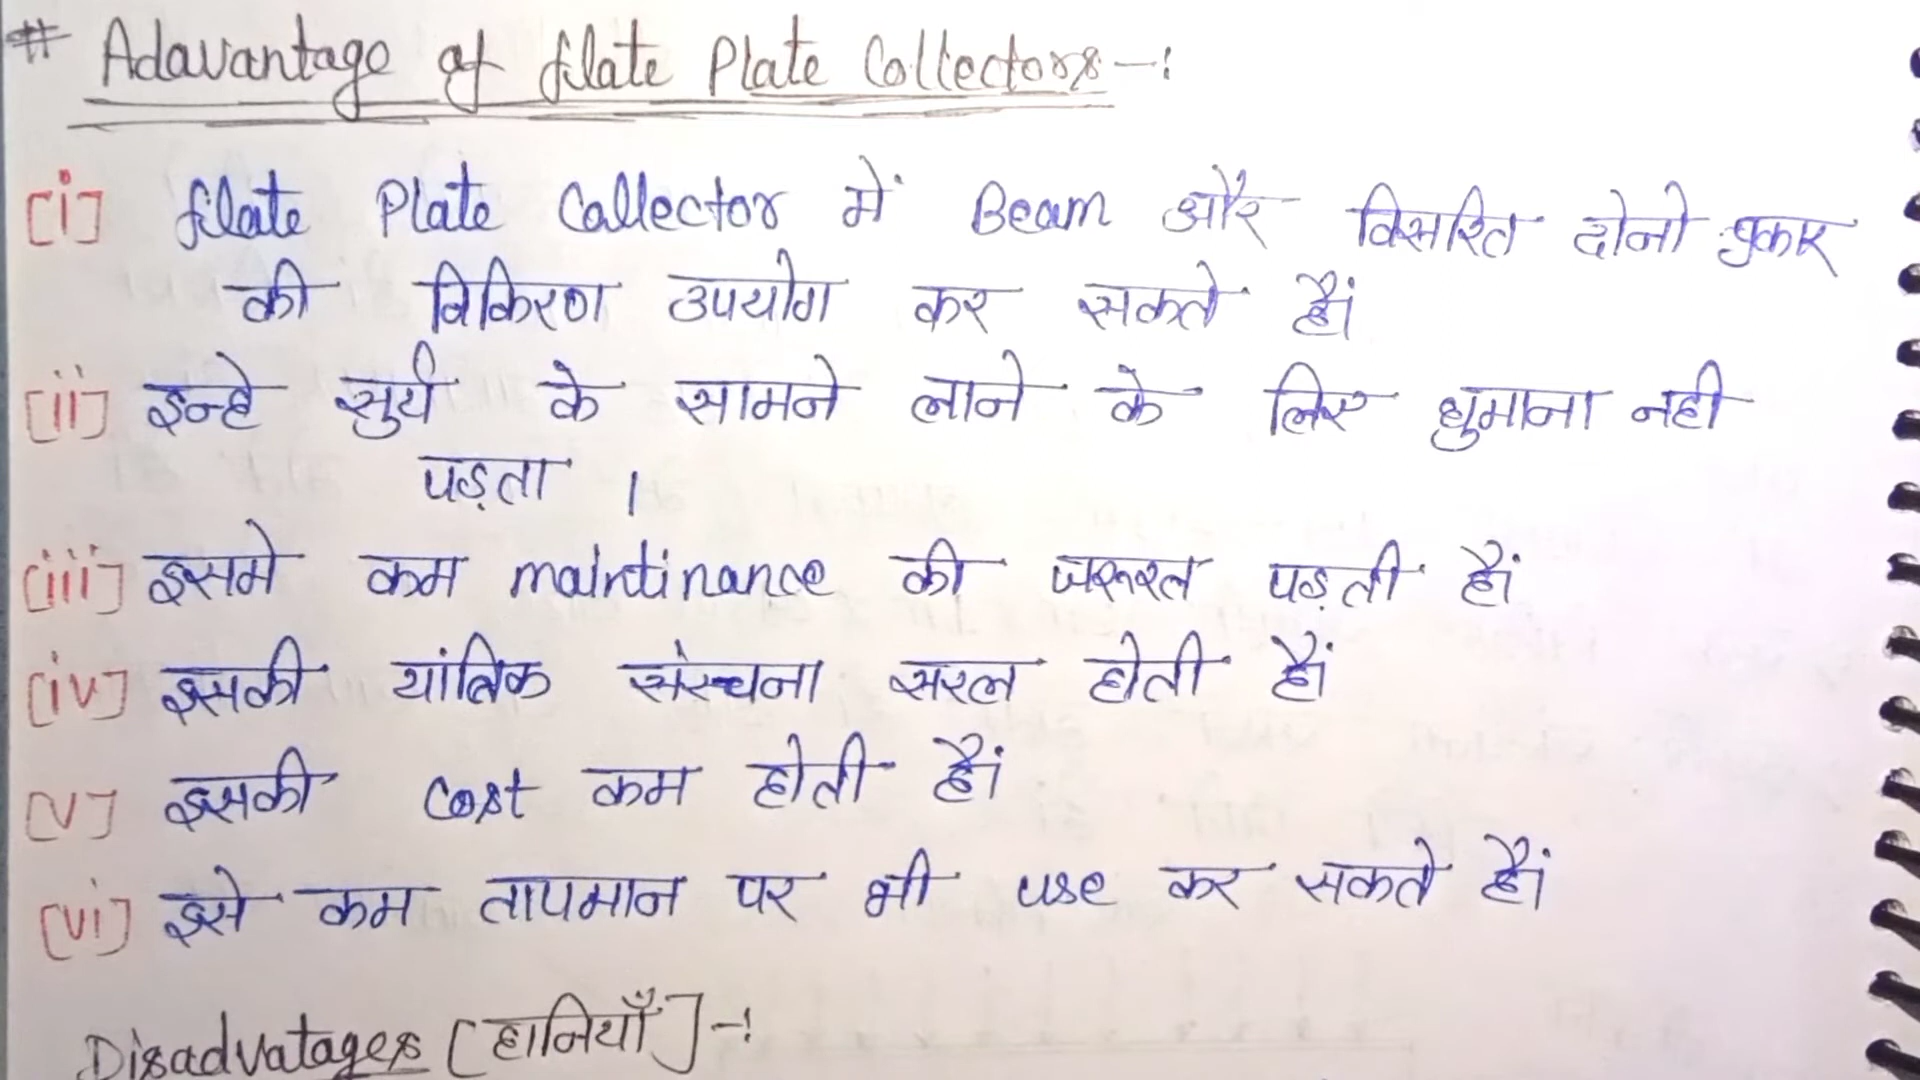 # Adavantage of flate Plate Collectors-:
[i] flate Plate Collector में Beam और विसरित दोनो प्रकार
की विकिरण उपयोग कर सकते हैं।
[ii] इन्हे सुर्य के सामने लाने के लिए घुमाना नही
पड़ता ।
[iii] इसमे कम maintinance की जरूरत पड़ती हैं।
[iv] इसकी यांत्रिक संरचना सरल होती हैं।
[v] इसकी cost कम होती हैं।
[vi] इसे कम तापमान पर भी use कर सकते हैं।
Disadvatages [हानियाँ]-: